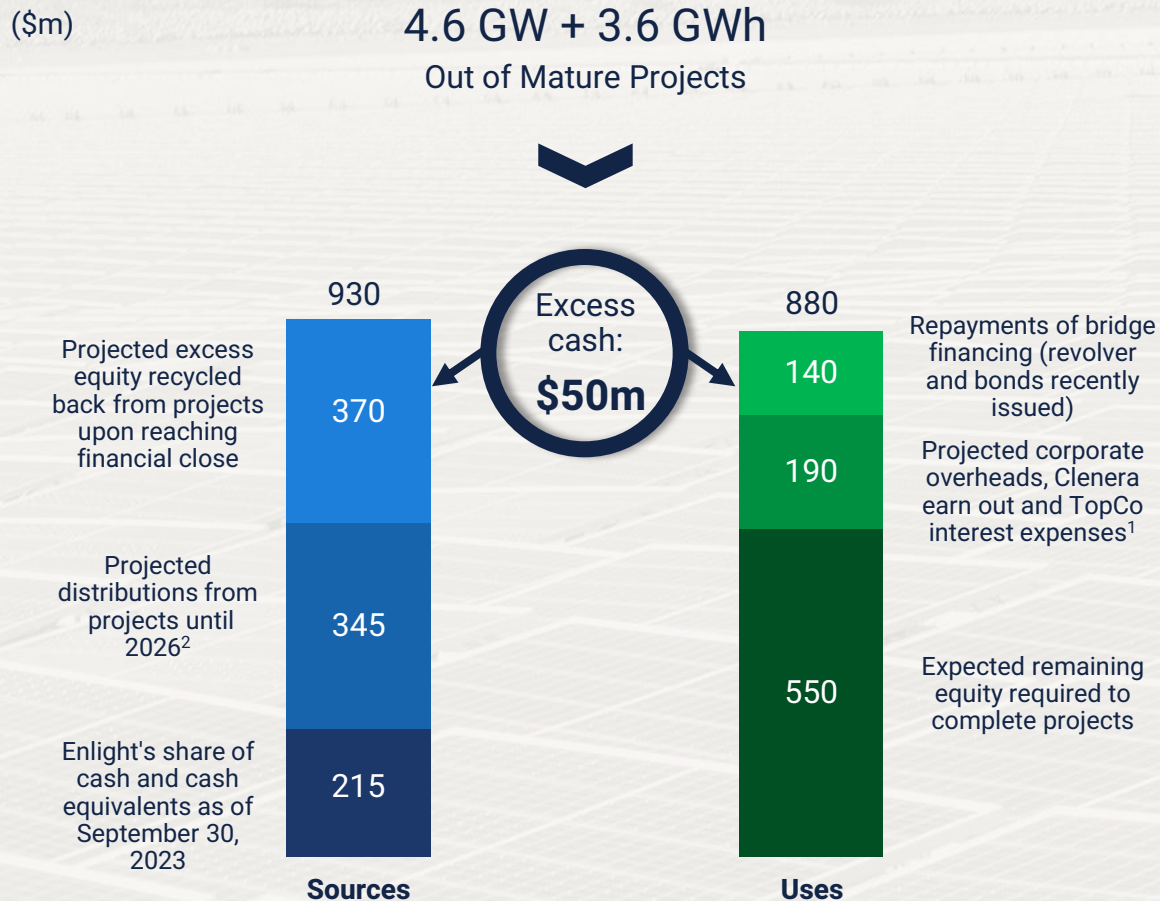 ($m)
4.6 GW + 3.6 GWh
Out of Mature Projects
Excess
cash:
$50m
930
Projected excess
equity recycled
back from projects
upon reaching
financial close
370
Projected
distributions from
projects until
2026²
345
Enlight's share of
cash and cash
equivalents as of
September 30,
2023
215
Sources
880
140
Repayments of bridge
financing (revolver
and bonds recently
issued)
190
Projected corporate
overheads, Clenera
earn out and TopCo
interest expenses¹
550
Expected remaining
equity required to
complete projects
Uses